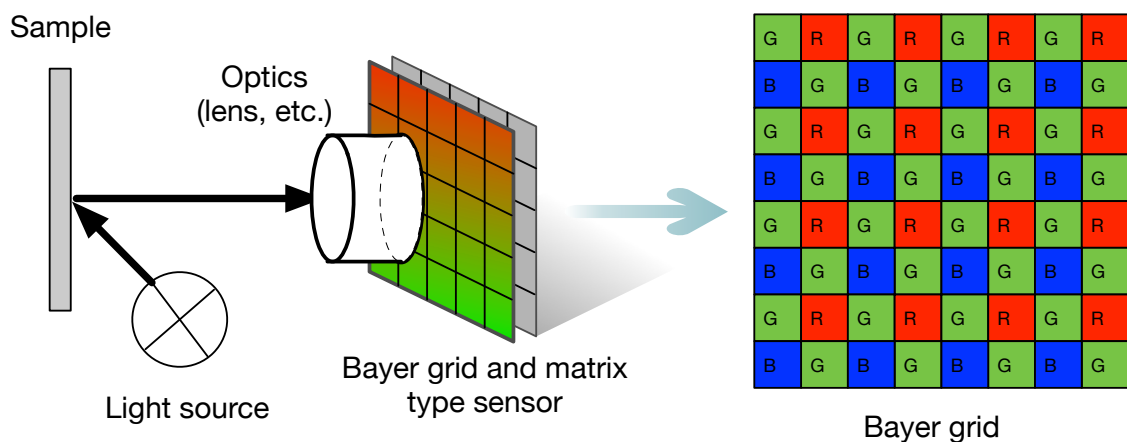 Sample
Optics
(lens, etc.)
Light source
Bayer grid and matrix
type sensor
G R G R G R G R
B G B G B G B G
G R G R G R G R
B G B G B G B G
G R G R G R G R
B G B G B G B G
G R G R G R G R
B G B G B G B G
Bayer grid